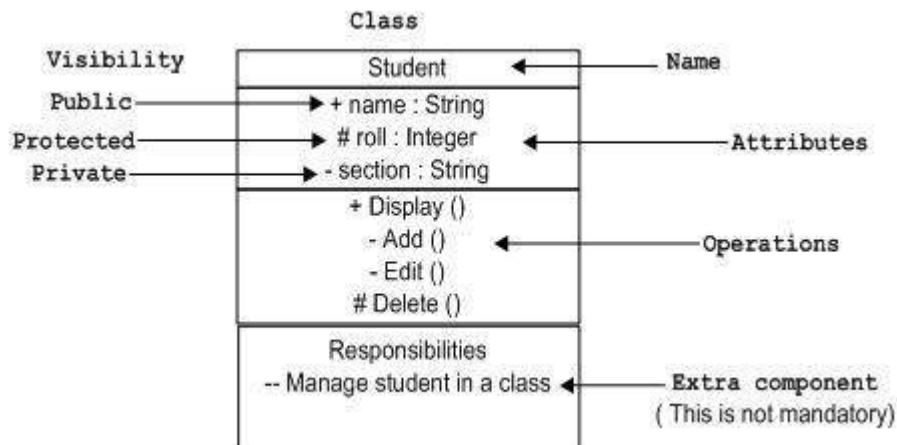 Class
Visibility
Student
Name
Public
+ name : String
Protected
# roll : Integer
Attributes
Private
- section : String
+ Display ()
- Add ()
Operations
- Edit ()
# Delete ()
Responsibilities
-- Manage student in a class
Extra component
( This is not mandatory)